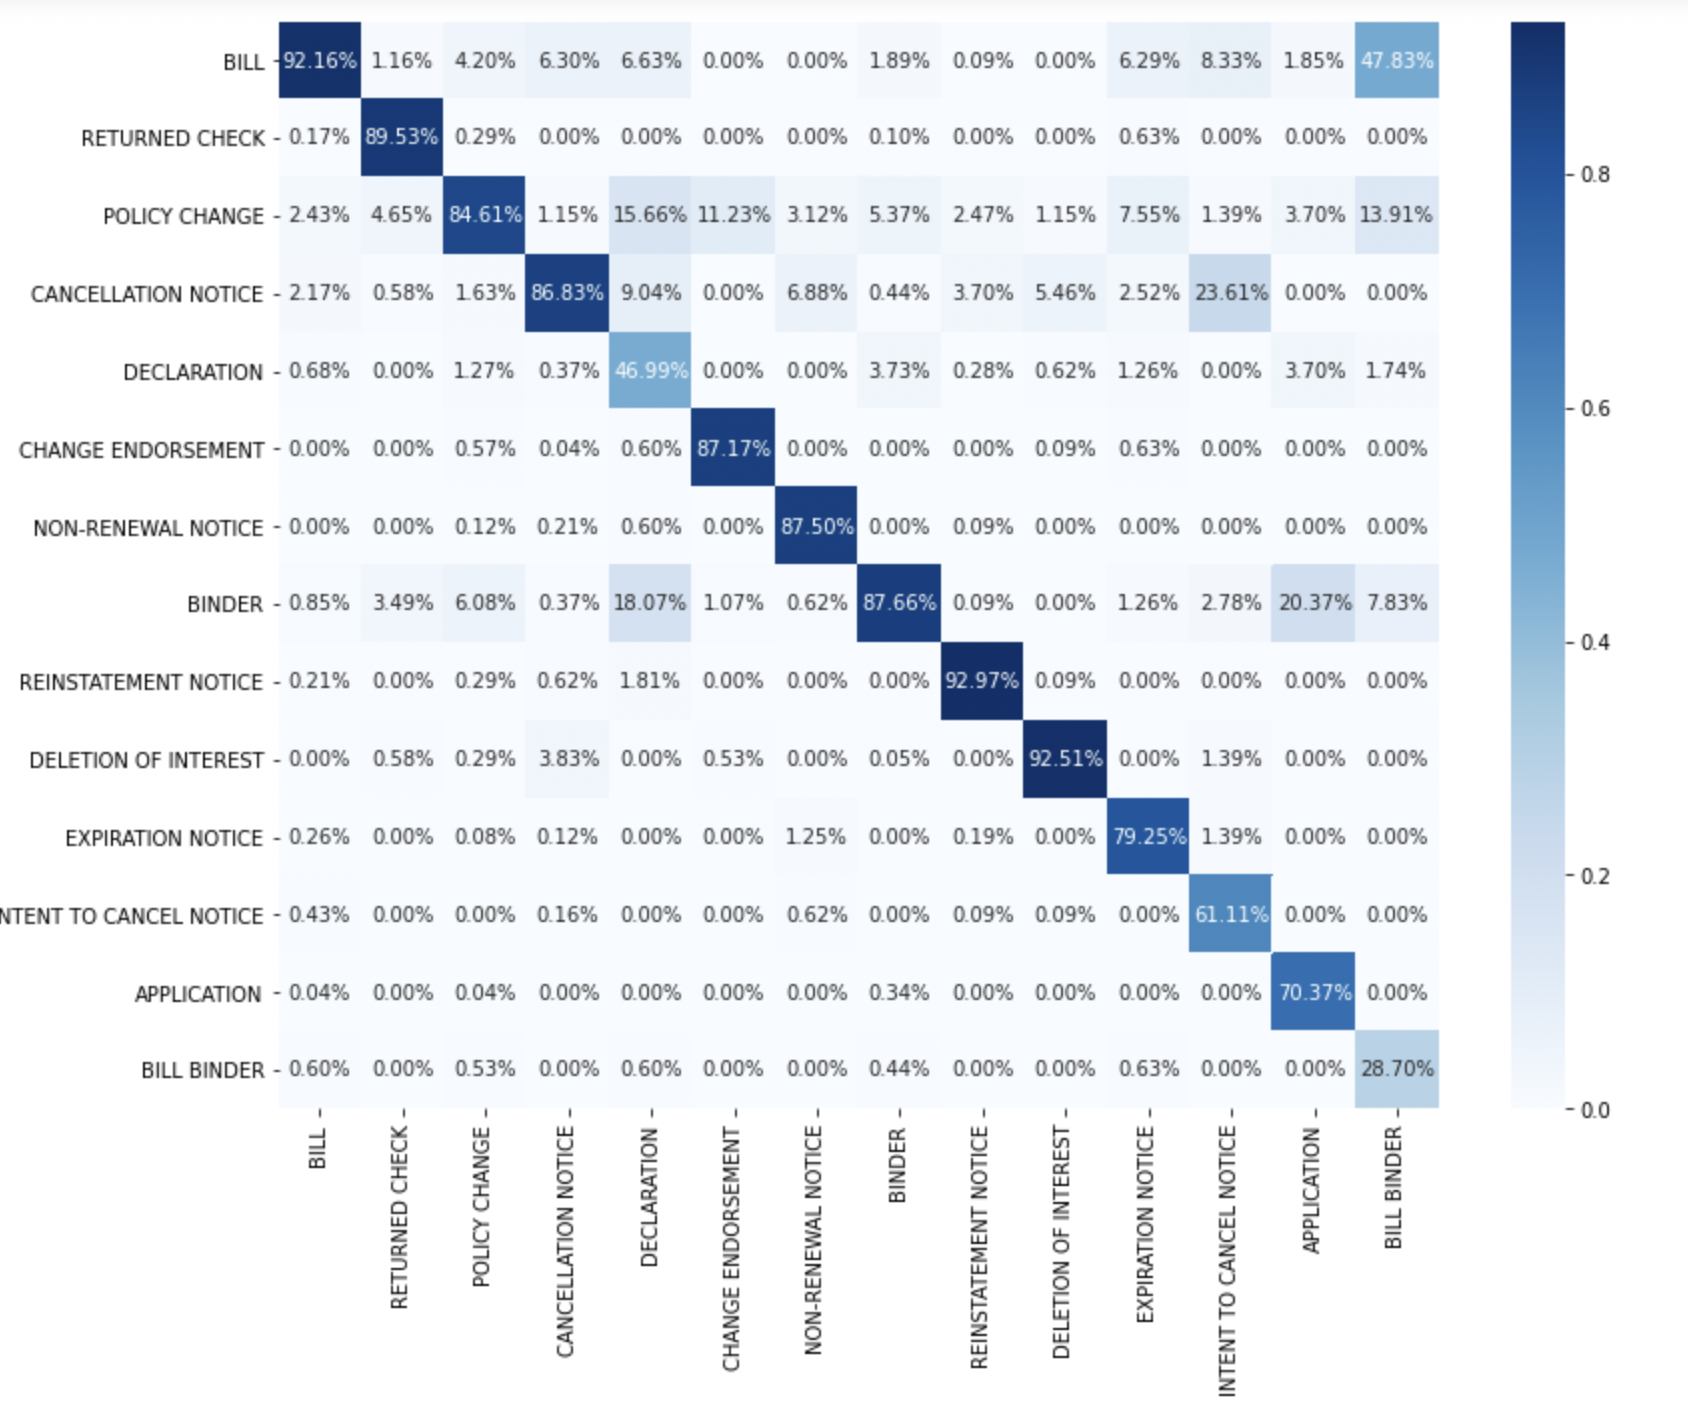 BILL - 92.16% 1.16% 4.20% 6.30% 6.63% 0.00% 0.00% 1.89% 0.09% 0.00% 6.29% 8.33% 1.85% 47.83%
RETURNED CHECK - 0.17% 89.53% 0.29% 0.00% 0.00% 0.00% 0.00% 0.10% 0.00% 0.00% 0.63% 0.00% 0.00% 0.00%
POLICY CHANGE - 2.43% 4.65% 84.61% 1.15% 15.66% 11.23% 3.12% 5.37% 2.47% 1.15% 7.55% 1.39% 3.70% 13.91%
CANCELLATION NOTICE - 2.17% 0.58% 1.63% 86.83% 9.04% 0.00% 6.88% 0.44% 3.70% 5.46% 2.52% 23.61% 0.00% 0.00%
DECLARATION - 0.68% 0.00% 1.27% 0.37% 46.99% 0.00% 0.00% 3.73% 0.28% 0.62% 1.26% 0.00% 3.70% 1.74%
CHANGE ENDORSEMENT - 0.00% 0.00% 0.57% 0.04% 0.60% 87.17% 0.00% 0.00% 0.00% 0.09% 0.63% 0.00% 0.00% 0.00%
NON-RENEWAL NOTICE - 0.00% 0.00% 0.12% 0.21% 0.60% 0.00% 87.50% 0.00% 0.09% 0.00% 0.00% 0.00% 0.00% 0.00%
BINDER - 0.85% 3.49% 6.08% 0.37% 18.07% 1.07% 0.62% 87.66% 0.09% 0.00% 1.26% 2.78% 20.37% 7.83%
REINSTATEMENT NOTICE - 0.21% 0.00% 0.29% 0.62% 1.81% 0.00% 0.00% 0.00% 92.97% 0.09% 0.00% 0.00% 0.00% 0.00%
DELETION OF INTEREST - 0.00% 0.58% 0.29% 3.83% 0.00% 0.53% 0.00% 0.05% 0.00% 92.51% 0.00% 1.39% 0.00% 0.00%
EXPIRATION NOTICE - 0.26% 0.00% 0.08% 0.12% 0.00% 0.00% 1.25% 0.00% 0.19% 0.00% 79.25% 1.39% 0.00% 0.00%
NTENT TO CANCEL NOTICE - 0.43% 0.00% 0.00% 0.16% 0.00% 0.00% 0.62% 0.00% 0.09% 0.09% 0.00% 61.11% 0.00% 0.00%
APPLICATION - 0.04% 0.00% 0.04% 0.00% 0.00% 0.00% 0.00% 0.34% 0.00% 0.00% 0.00% 0.00% 70.37% 0.00%
BILL BINDER - 0.60% 0.00% 0.53% 0.00% 0.60% 0.00% 0.00% 0.44% 0.00% 0.00% 0.63% 0.00% 0.00% 28.70%
BILL
RETURNED CHECK
POLICY CHANGE
CANCELLATION NOTICE
DECLARATION
CHANGE ENDORSEMENT
NON-RENEWAL NOTICE
BINDER
REINSTATEMENT NOTICE
DELETION OF INTEREST
EXPIRATION NOTICE
INTENT TO CANCEL NOTICE
APPLICATION
BILL BINDER
0.8
0.6
0.4
0.2
0.0